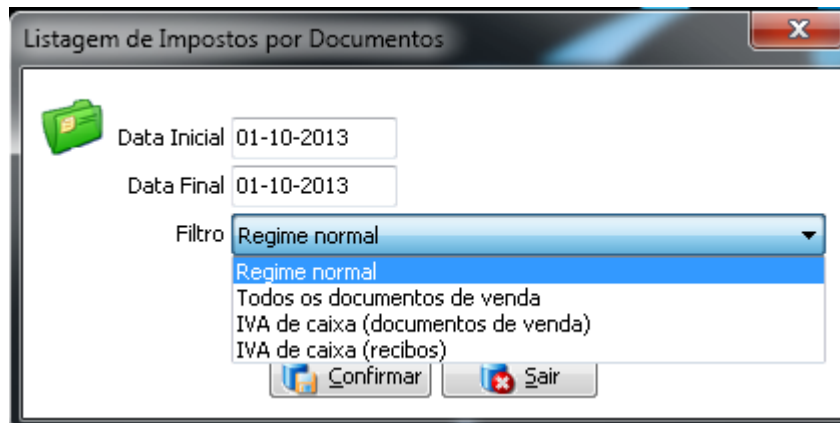 Listagem de Impostos por Documentos
Data Inicial 01-10-2013
Data Final 01-10-2013
Filtro Regime normal
Regime normal
Todos os documentos de venda
IVA de caixa (documentos de venda)
IVA de caixa (recibos)
Confirmar Sair